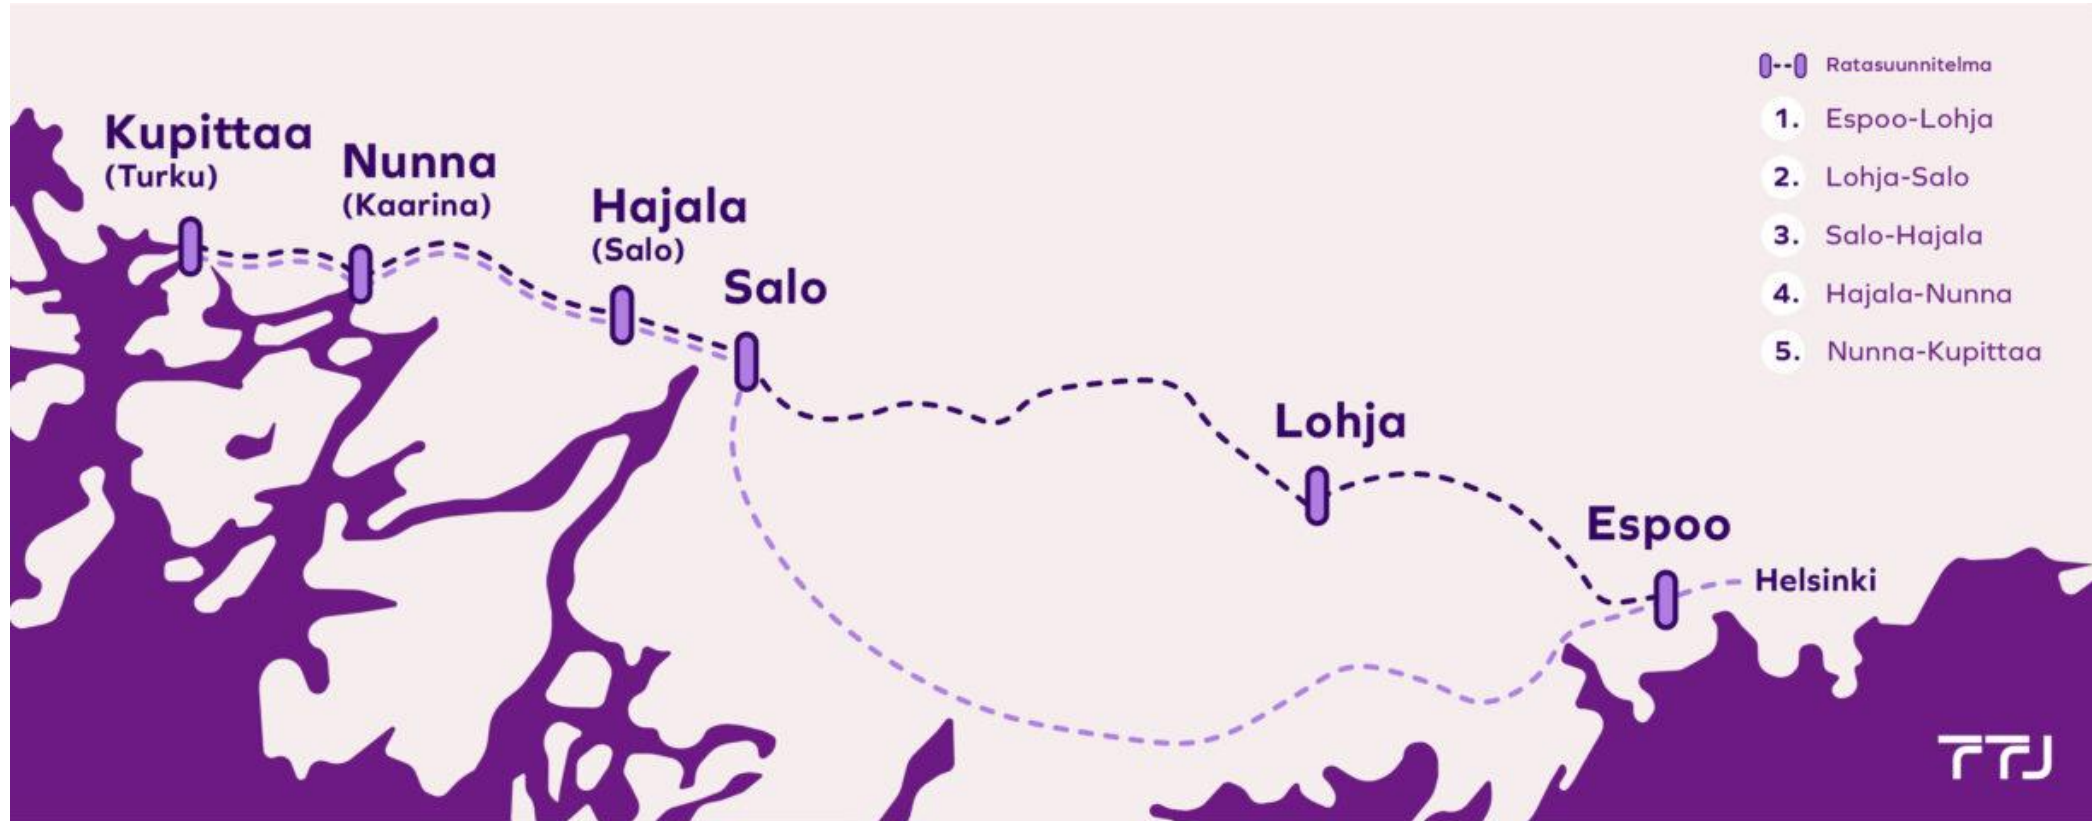 Kupittaa
(Turku)
Nunna
(Kaarina)
Hajala
(Salo)
Salo
Lohja
Espoo
Helsinki
Ratasuunnitelma
1. Espoo-Lohja
2. Lohja-Salo
3. Salo-Hajala
4. Hajala-Nunna
5. Nunna-Kupittaa
TTJ